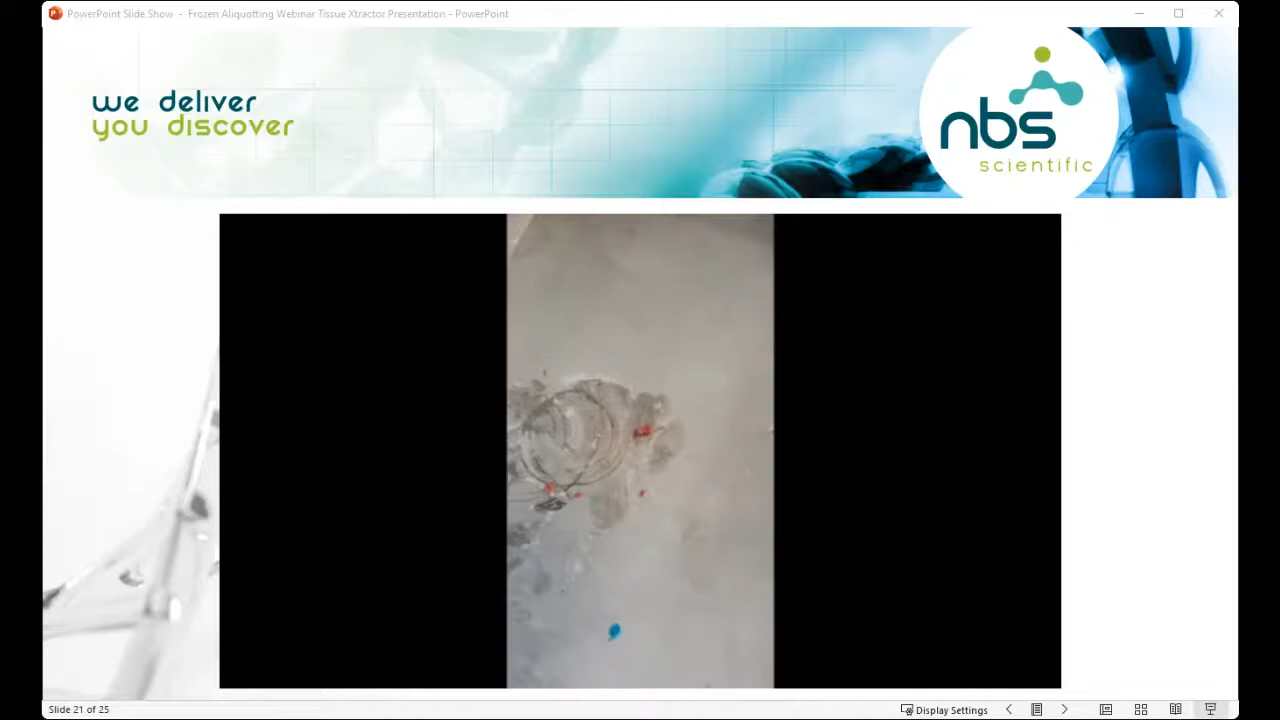 PowerPoint Slide Show - Frozen Aliquotting Webinar Tissue Xtractor Presentation - PowerPoint
we deliver
you discover
nbs
scientific
Slide 21 of 25
Display Settings